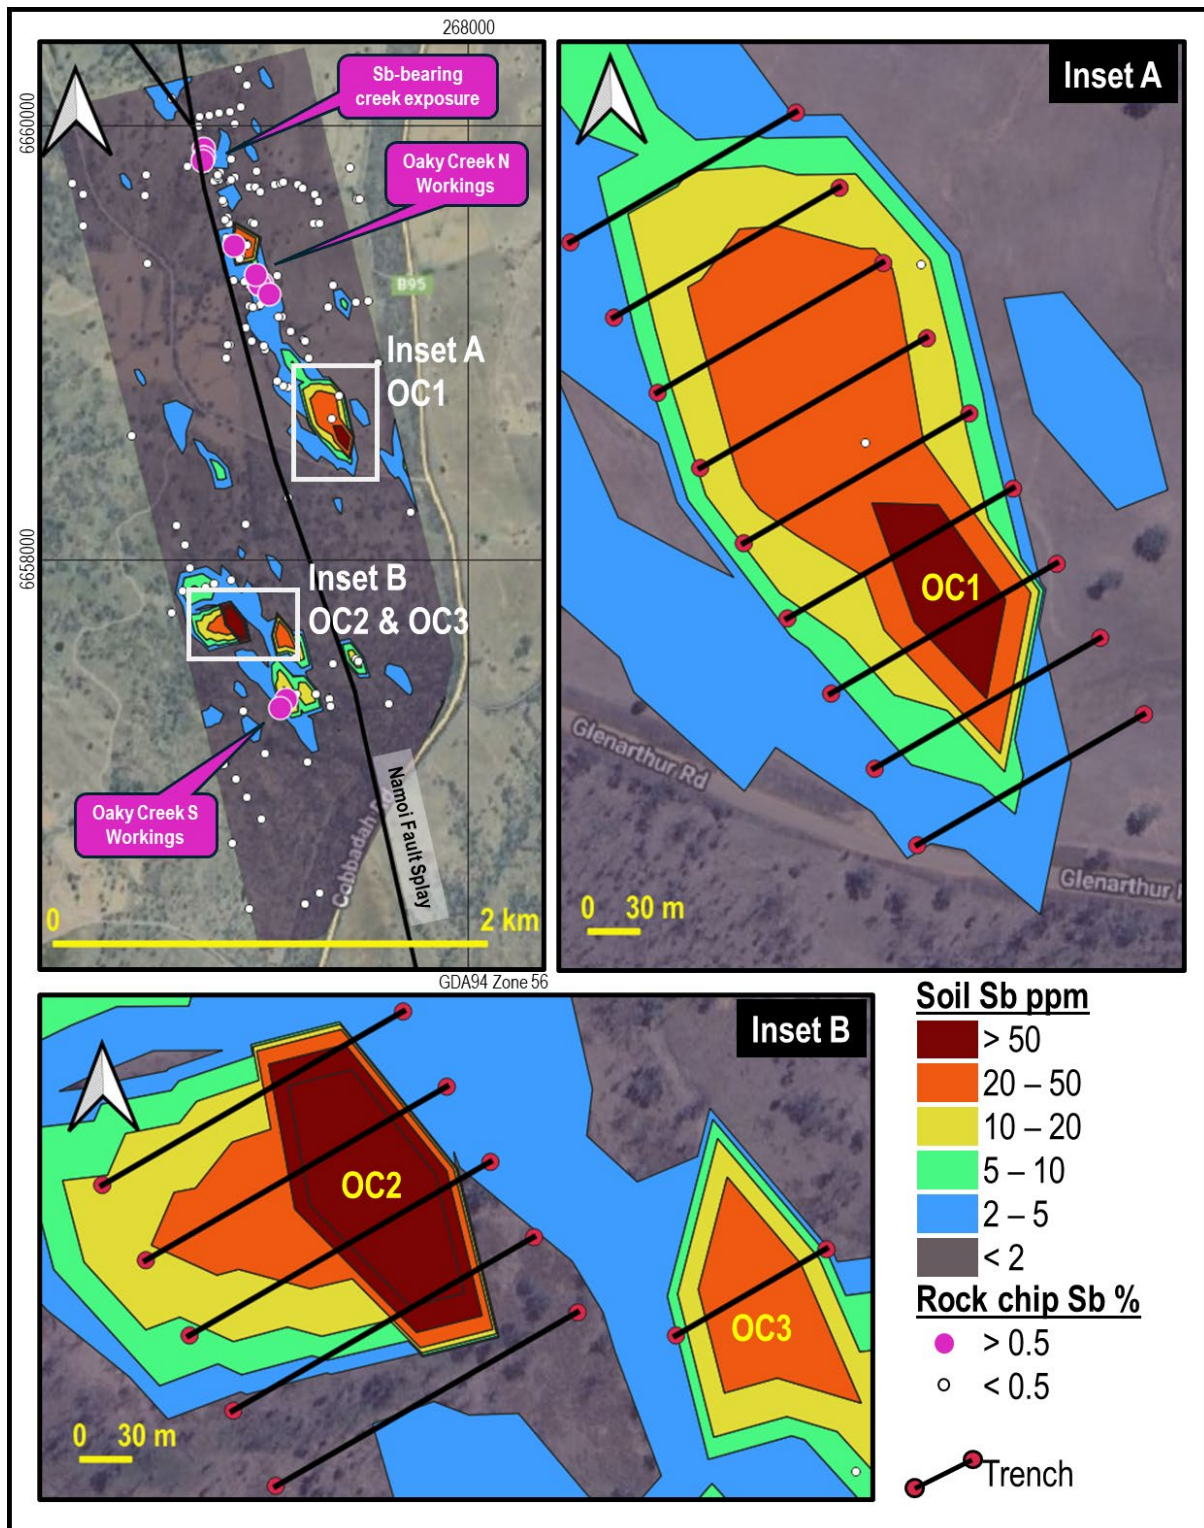 268000
6660000
6658000
Sb-bearing
creek exposure
Oaky Creek N
Workings
B95
Inset A
OC1
Inset B
OC2 & OC3
Oaky Creek S
Workings
Namoi Fault Splay
0
2 km
GDA94 Zone 56
Inset A
OC1
Glenarthur Rd
Glenarthur
0 30 m
Inset B
OC2
OC3
0 30 m
Soil Sb ppm
> 50
20 – 50
10 – 20
5 – 10
2 – 5
< 2
Rock chip Sb %
> 0.5
< 0.5
Trench